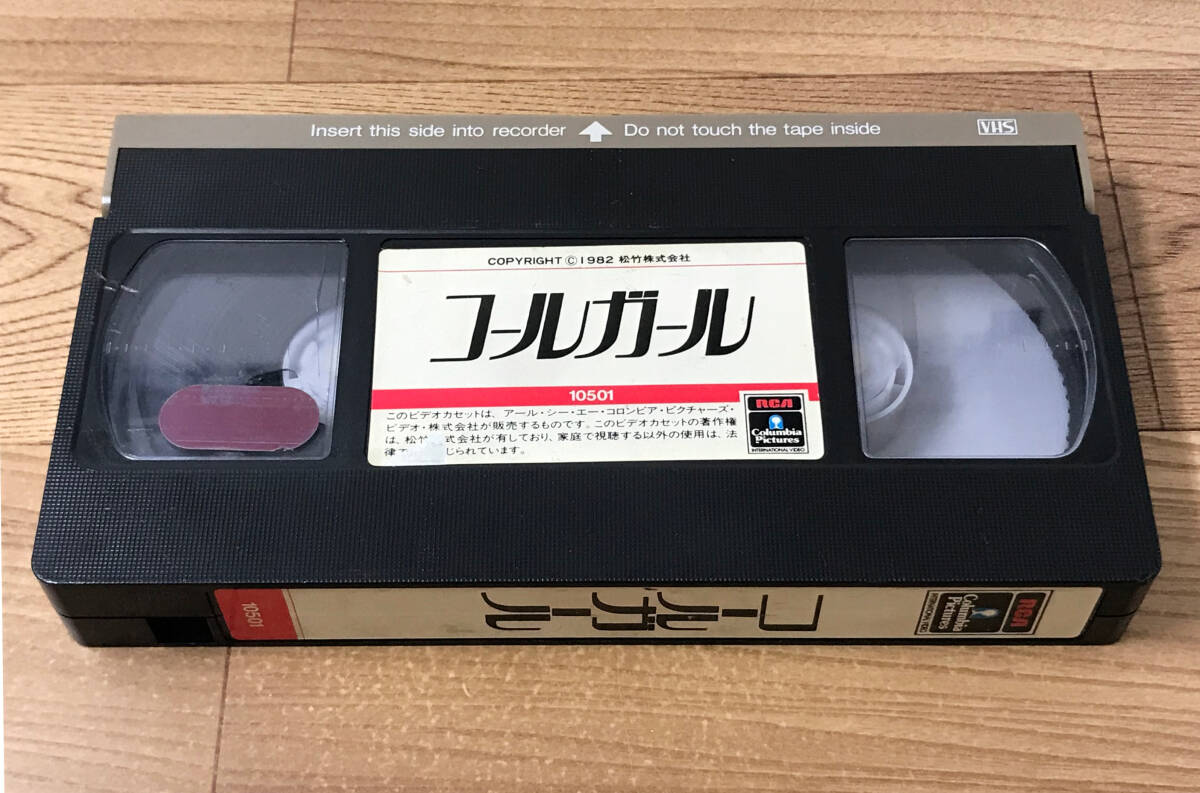 Insert this side into recorder Do not touch the tape inside VHS
COPYRIGHT Ⓒ 1982 松竹株式会社
コールガール
10501
このビデオカセットは、アール・シー・エー・コロンビア・ピクチャーズ・
ビデオ・株式会社が販売するものです。このビデオカセットの著作権
は、松竹 式会社が有しており、家庭で視聴する以外の使用は、法
律 じられています。
RCA
Columbia
Pictures
INTERNATIONAL VIDEO
10501
コールガール
RCA
Columbia
Pictures
INTERNATIONAL VIDEO